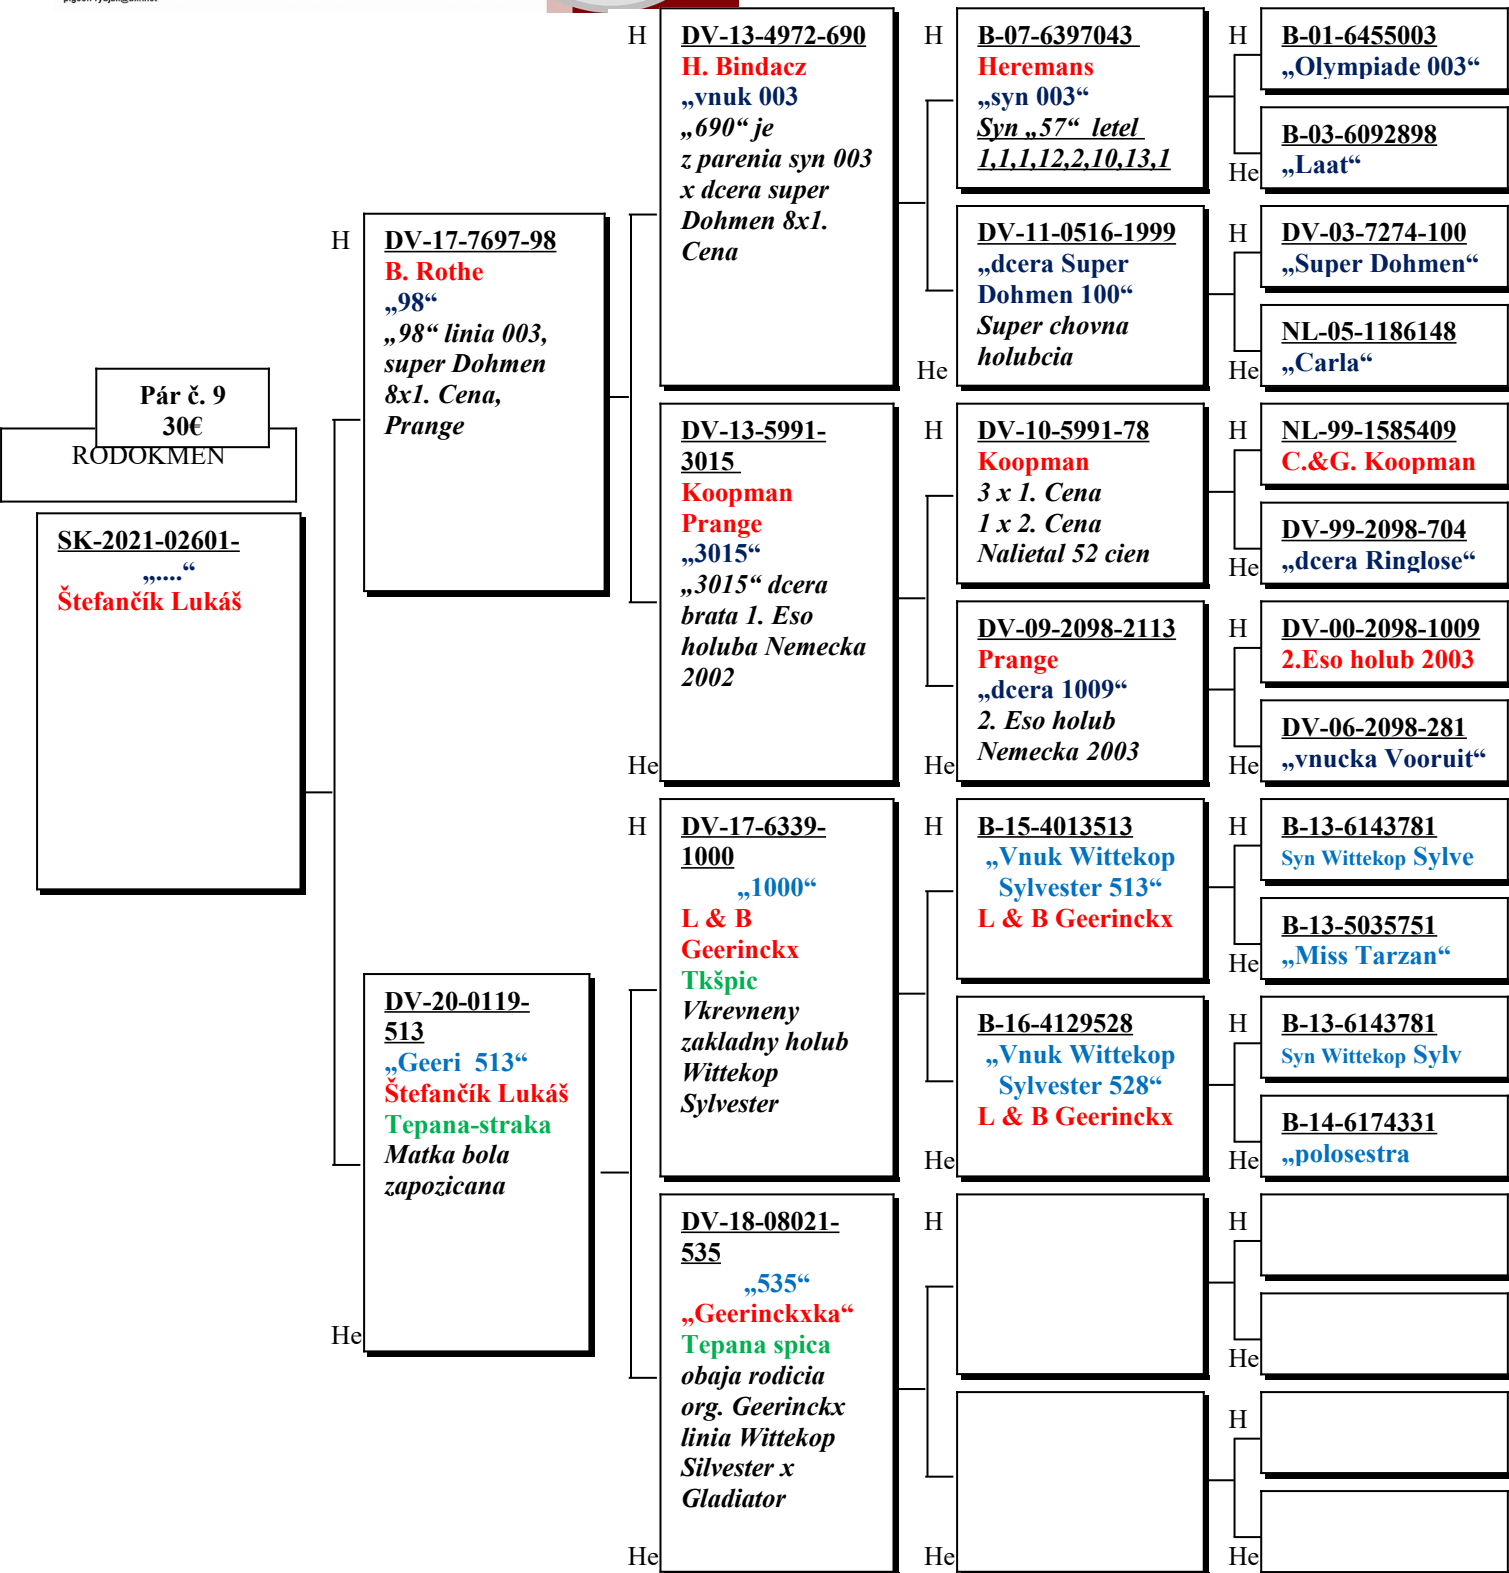 Pár č. 9
30€
RODOKMEN
SK-2021-02601-
„....“
Štefančík Lukáš
H
DV-17-7697-98
B. Rothe
„98“
„98“ linia 003,
super Dohmen
8x1. Cena,
Prange
DV-20-0119-
513
„Geeri 513“
Štefančík Lukáš
Tepana-straka
Matka bola
zapozicana
He
H
DV-13-4972-690
H. Bindacz
„vnuk 003
„690“ je
z parenia syn 003
x dcera super
Dohmen 8x1.
Cena
DV-13-5991-
3015
Koopman
Prange
„3015“
„3015“ dcera
brata 1. Eso
holuba Nemecka
2002
He
H
DV-17-6339-
1000
„1000“
L & B
Geerinckx
Tkšpic
Vkrevneny
zakladny holub
Wittekop
Sylvester
DV-18-08021-
535
„535“
„Geerinckxka“
Tepana spica
obaja rodicia
org. Geerinckx
linia Wittekop
Silvester x
Gladiator
He
H
B-07-6397043
Heremans
„syn 003“
Syn „57“ letel
1,1,1,12,2,10,13,1
DV-11-0516-1999
„dcera Super
Dohmen 100“
Super chovna
holubcia
He
H
DV-10-5991-78
Koopman
3 x 1. Cena
1 x 2. Cena
Nalietal 52 cien
DV-09-2098-2113
Prange
„dcera 1009“
2. Eso holub
Nemecka 2003
He
H
B-15-4013513
„Vnuk Wittekop
Sylvester 513“
L & B Geerinckx
B-16-4129528
„Vnuk Wittekop
Sylvester 528“
L & B Geerinckx
He
H
He
H
B-01-6455003
„Olympiade 003“
B-03-6092898
„Laat“
He
H
DV-03-7274-100
„Super Dohmen“
NL-05-1186148
„Carla“
He
H
NL-99-1585409
C.&G. Koopman
DV-99-2098-704
„dcera Ringlose“
He
H
DV-00-2098-1009
2.Eso holub 2003
DV-06-2098-281
„vnucka Vooruit“
He
H
B-13-6143781
Syn Wittekop Sylve
B-13-5035751
„Miss Tarzan“
He
H
B-13-6143781
Syn Wittekop Sylv
B-14-6174331
„polosestra
He
H
He
H
He